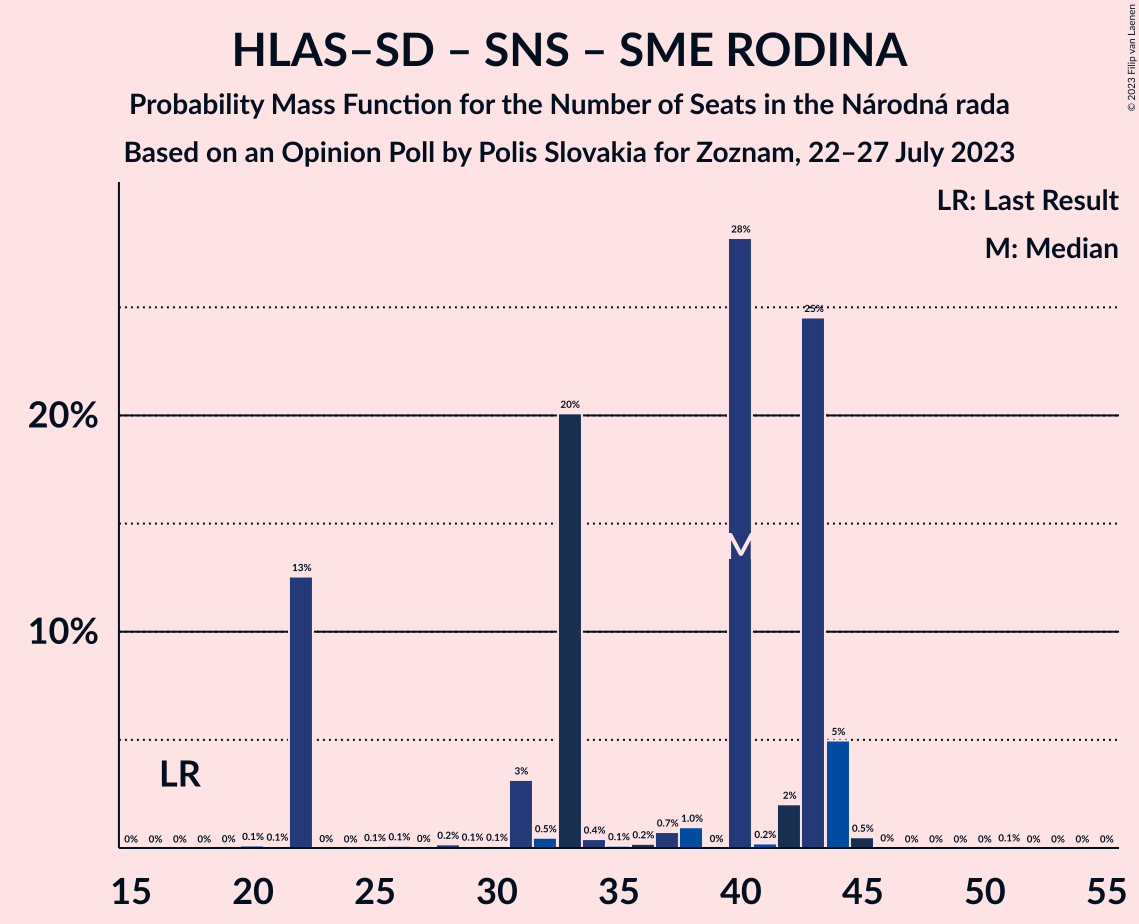 HLAS–SD – SNS – SME RODINA
Probability Mass Function for the Number of Seats in the Národná rada
Based on an Opinion Poll by Polis Slovakia for Zoznam, 22–27 July 2023
© 2023 Filip van Laenen
LR: Last Result
M: Median
20%
10%
LR
M
0% 0% 0% 0% 0% 0.1% 0.1% 13% 0% 0% 0.1% 0.1% 0% 0.2% 0.1% 0.1% 3% 0.5% 20% 0.4% 0.1% 0.2% 0.7% 1.0% 0% 28% 0.2% 2% 25% 5% 0.5% 0% 0% 0% 0% 0% 0.1% 0% 0% 0% 0%
15 20 25 30 35 40 45 50 55